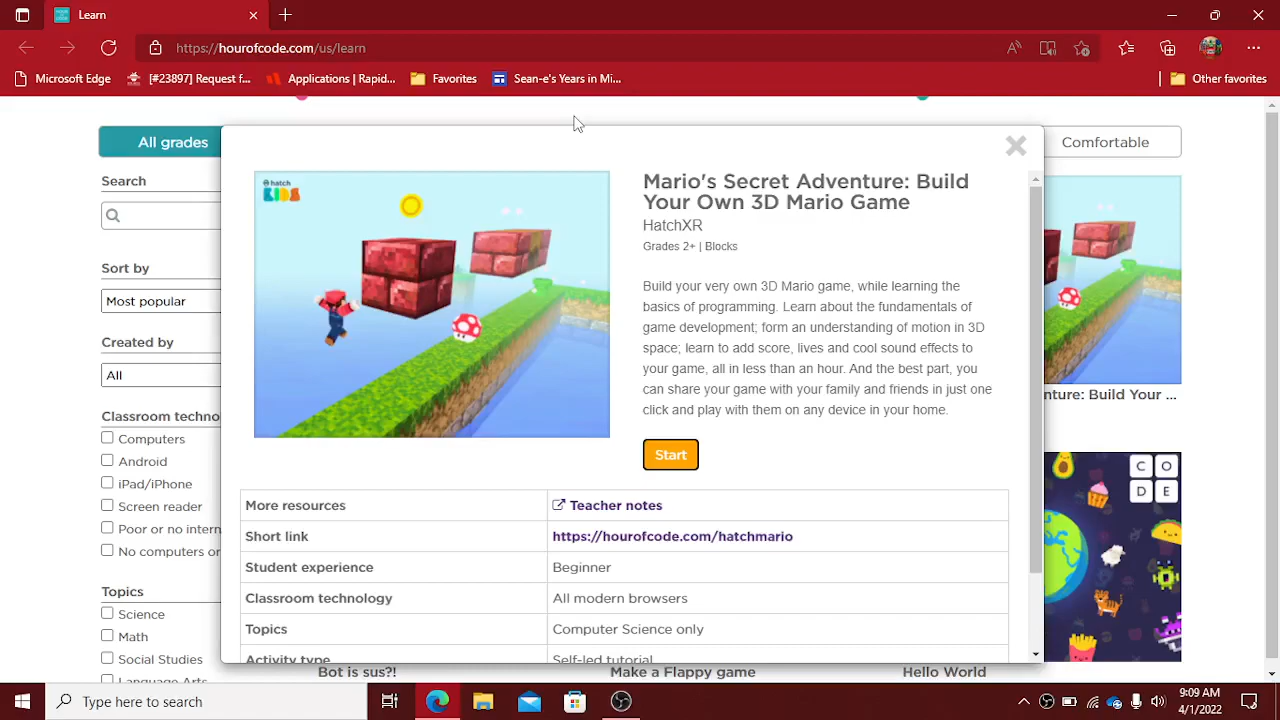 Learn
https://hourofcode.com/us/learn
Microsoft Edge
[#23897] Request f...
Applications | Rapid...
Favorites
Sean-e's Years in Mi...
Other favorites
All grades
Comfortable
Search
Sort by
Most popular
Created by
All
Classroom techno
Computers
Android
iPad/iPhone
Screen reader
Poor or no intern
No computers or
Topics
Science
Math
Social Studies
Language Arts
hatch
KIDS
Mario's Secret Adventure: Build
Your Own 3D Mario Game
HatchXR
Grades 2+ | Blocks
Build your very own 3D Mario game, while learning the
basics of programming. Learn about the fundamentals of
game development; form an understanding of motion in 3D
space; learn to add score, lives and cool sound effects to
your game, all in less than an hour. And the best part, you
can share your game with your family and friends in just one
click and play with them on any device in your home.
Start
More resources Teacher notes
Short link https://hourofcode.com/hatchmario
Student experience Beginner
Classroom technology All modern browsers
Topics Computer Science only
Activity type Self-led tutorial
nture: Build Your ...
C O
D E
Bot is sus?!
Make a Flappy game
Hello World
Type here to search
9:09 AM
4/1/2022